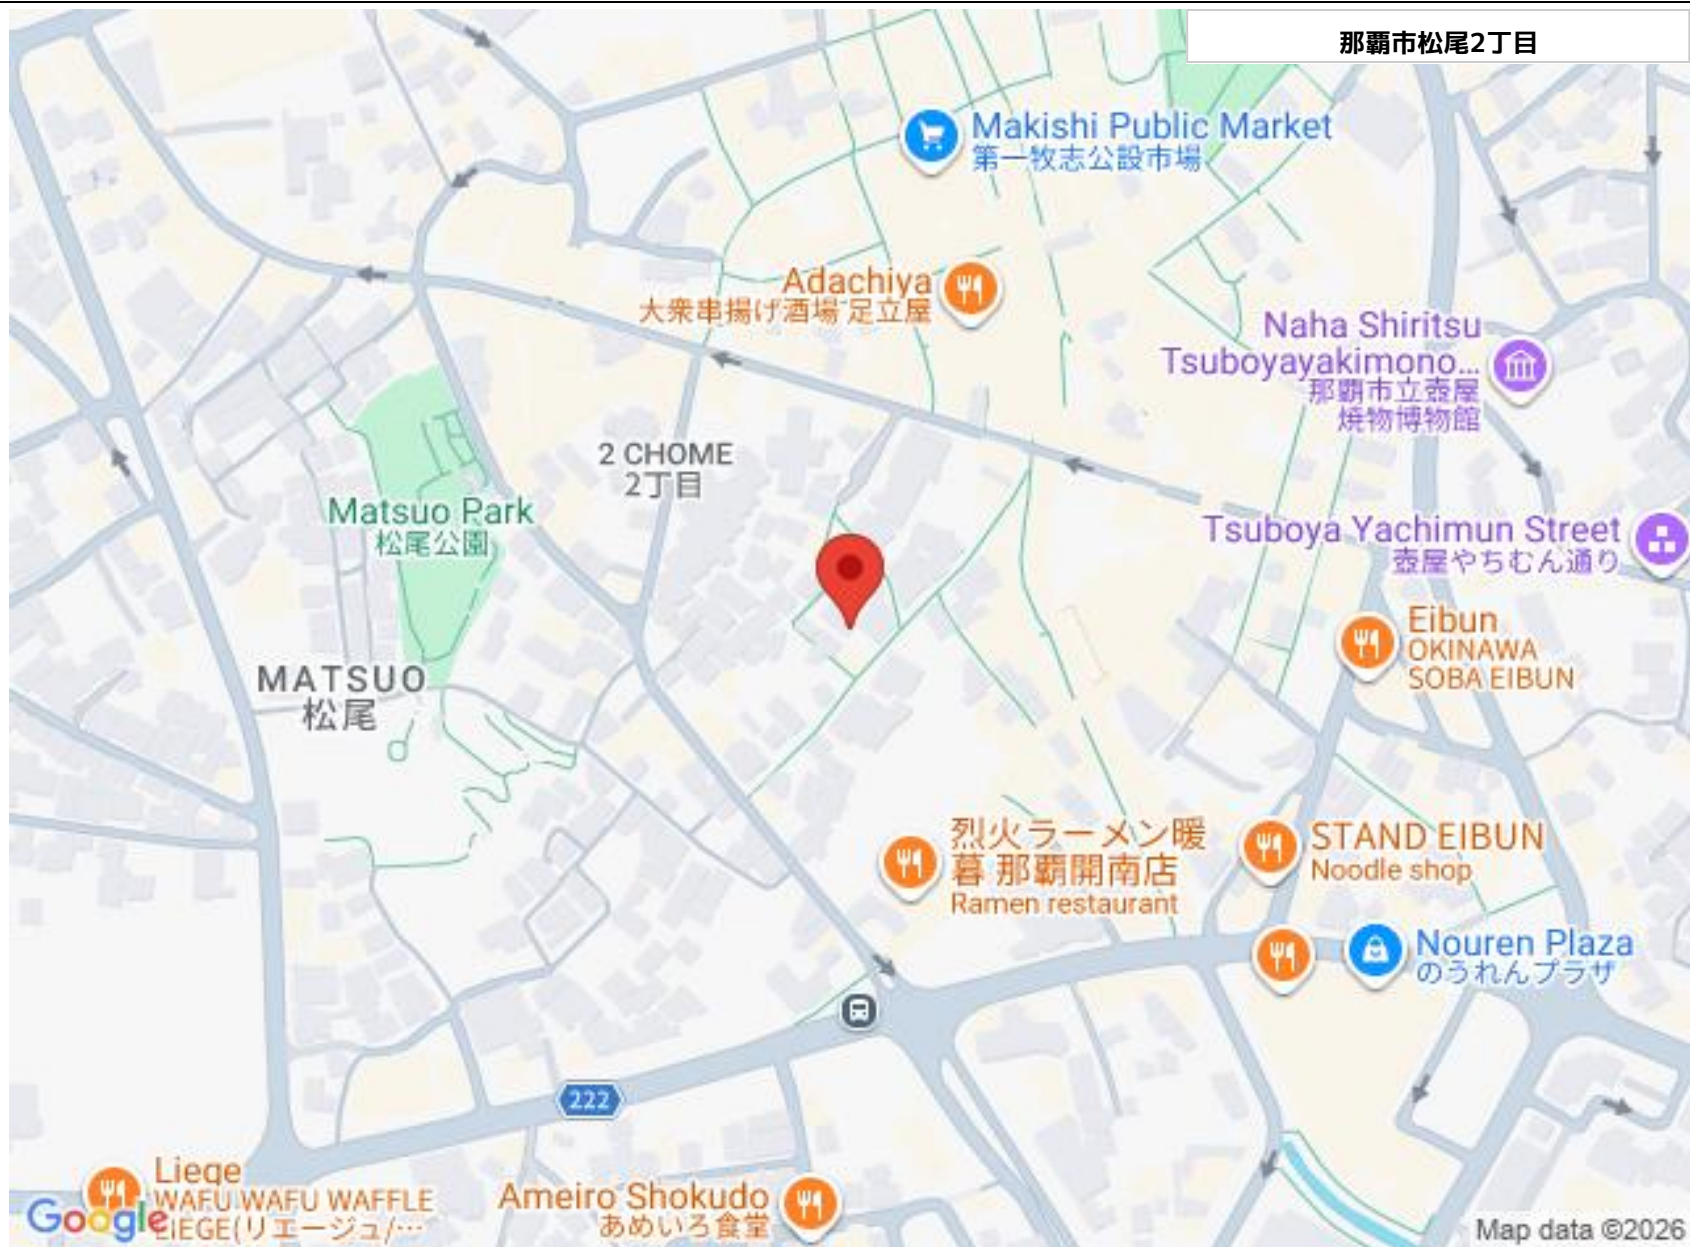 那覇市松尾2丁目
Makishi Public Market
第一牧志公設市場
Adachiya
大衆串揚げ酒場 足立屋
Naha Shiritsu
Tsuboyayakimono...
那覇市立壺屋
焼物博物館
2 CHOME
2丁目
Matsuo Park
松尾公園
Tsuboya Yachimun Street
壺屋やちむん通り
Eibun
OKINAWA
SOBA EIBUN
MATSUO
松尾
烈火ラーメン暖
暮 那覇開南店
Ramen restaurant
STAND EIBUN
Noodle shop
Nouren Plaza
のうれんプラザ
222
Liege
WAFU WAFU WAFFLE
LIEGE(リエージュ/…
Ameiro Shokudo
あめいろ食堂
Google
Map data ©2026